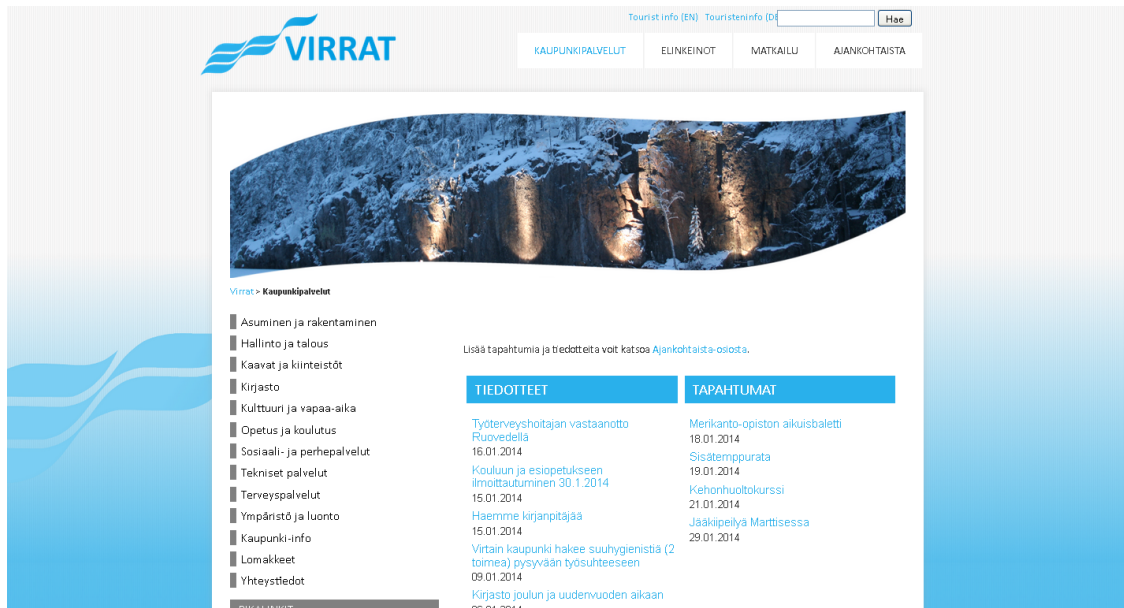 Tourist info (EN) Touristeninfo (DE
Hae
VIRRAT
KAUPUNKIPALVELUT ELINKEINOT MATKAILU AJANKOHTAISTA
Virrat > Kaupunkipalvelut
Asuminen ja rakentaminen
Hallinto ja talous
Kaavat ja kiinteistöt
Kirjasto
Kulttuuri ja vapaa-aika
Opetus ja koulutus
Sosiaali- ja perhepalvelut
Tekniset palvelut
Terveyspalvelut
Ympäristö ja luonto
Kaupunki-info
Lomakkeet
Yhteystiedot
Lisää tapahtumia ja tiedotteita voit katsoa Ajankohtaista-osiosta.
TIEDOTTEET
Työterveyshoitajan vastaanotto
Ruovedellä
16.01.2014
Kouluun ja esiopetukseen
ilmoittautuminen 30.1.2014
15.01.2014
Haemme kirjanpitäjää
15.01.2014
Virtain kaupunki hakee suuhygienistiä (2
toimea) pysyvään työsuhteeseen
09.01.2014
Kirjasto joulun ja uudenvuoden aikaan
TAPAHTUMAT
Merikanto-opiston aikuisbaletti
18.01.2014
Sisätemppurata
19.01.2014
Kehonhuoltokurssi
21.01.2014
Jääkiipeilyä Marttisessa
29.01.2014